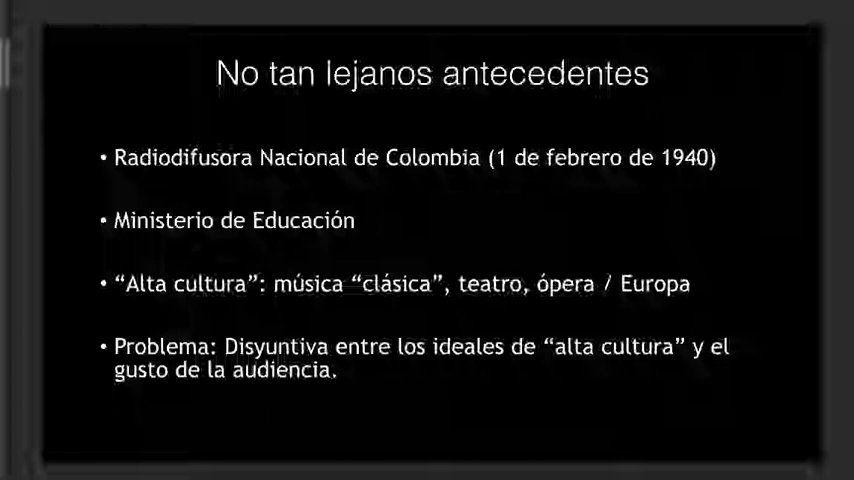 No tan lejanos antecedentes
• Radiodifusora Nacional de Colombia (1 de febrero de 1940)
• Ministerio de Educación
• “Alta cultura”: música “clásica”, teatro, ópera / Europa
• Problema: Disyuntiva entre los ideales de “alta cultura” y el
gusto de la audiencia.